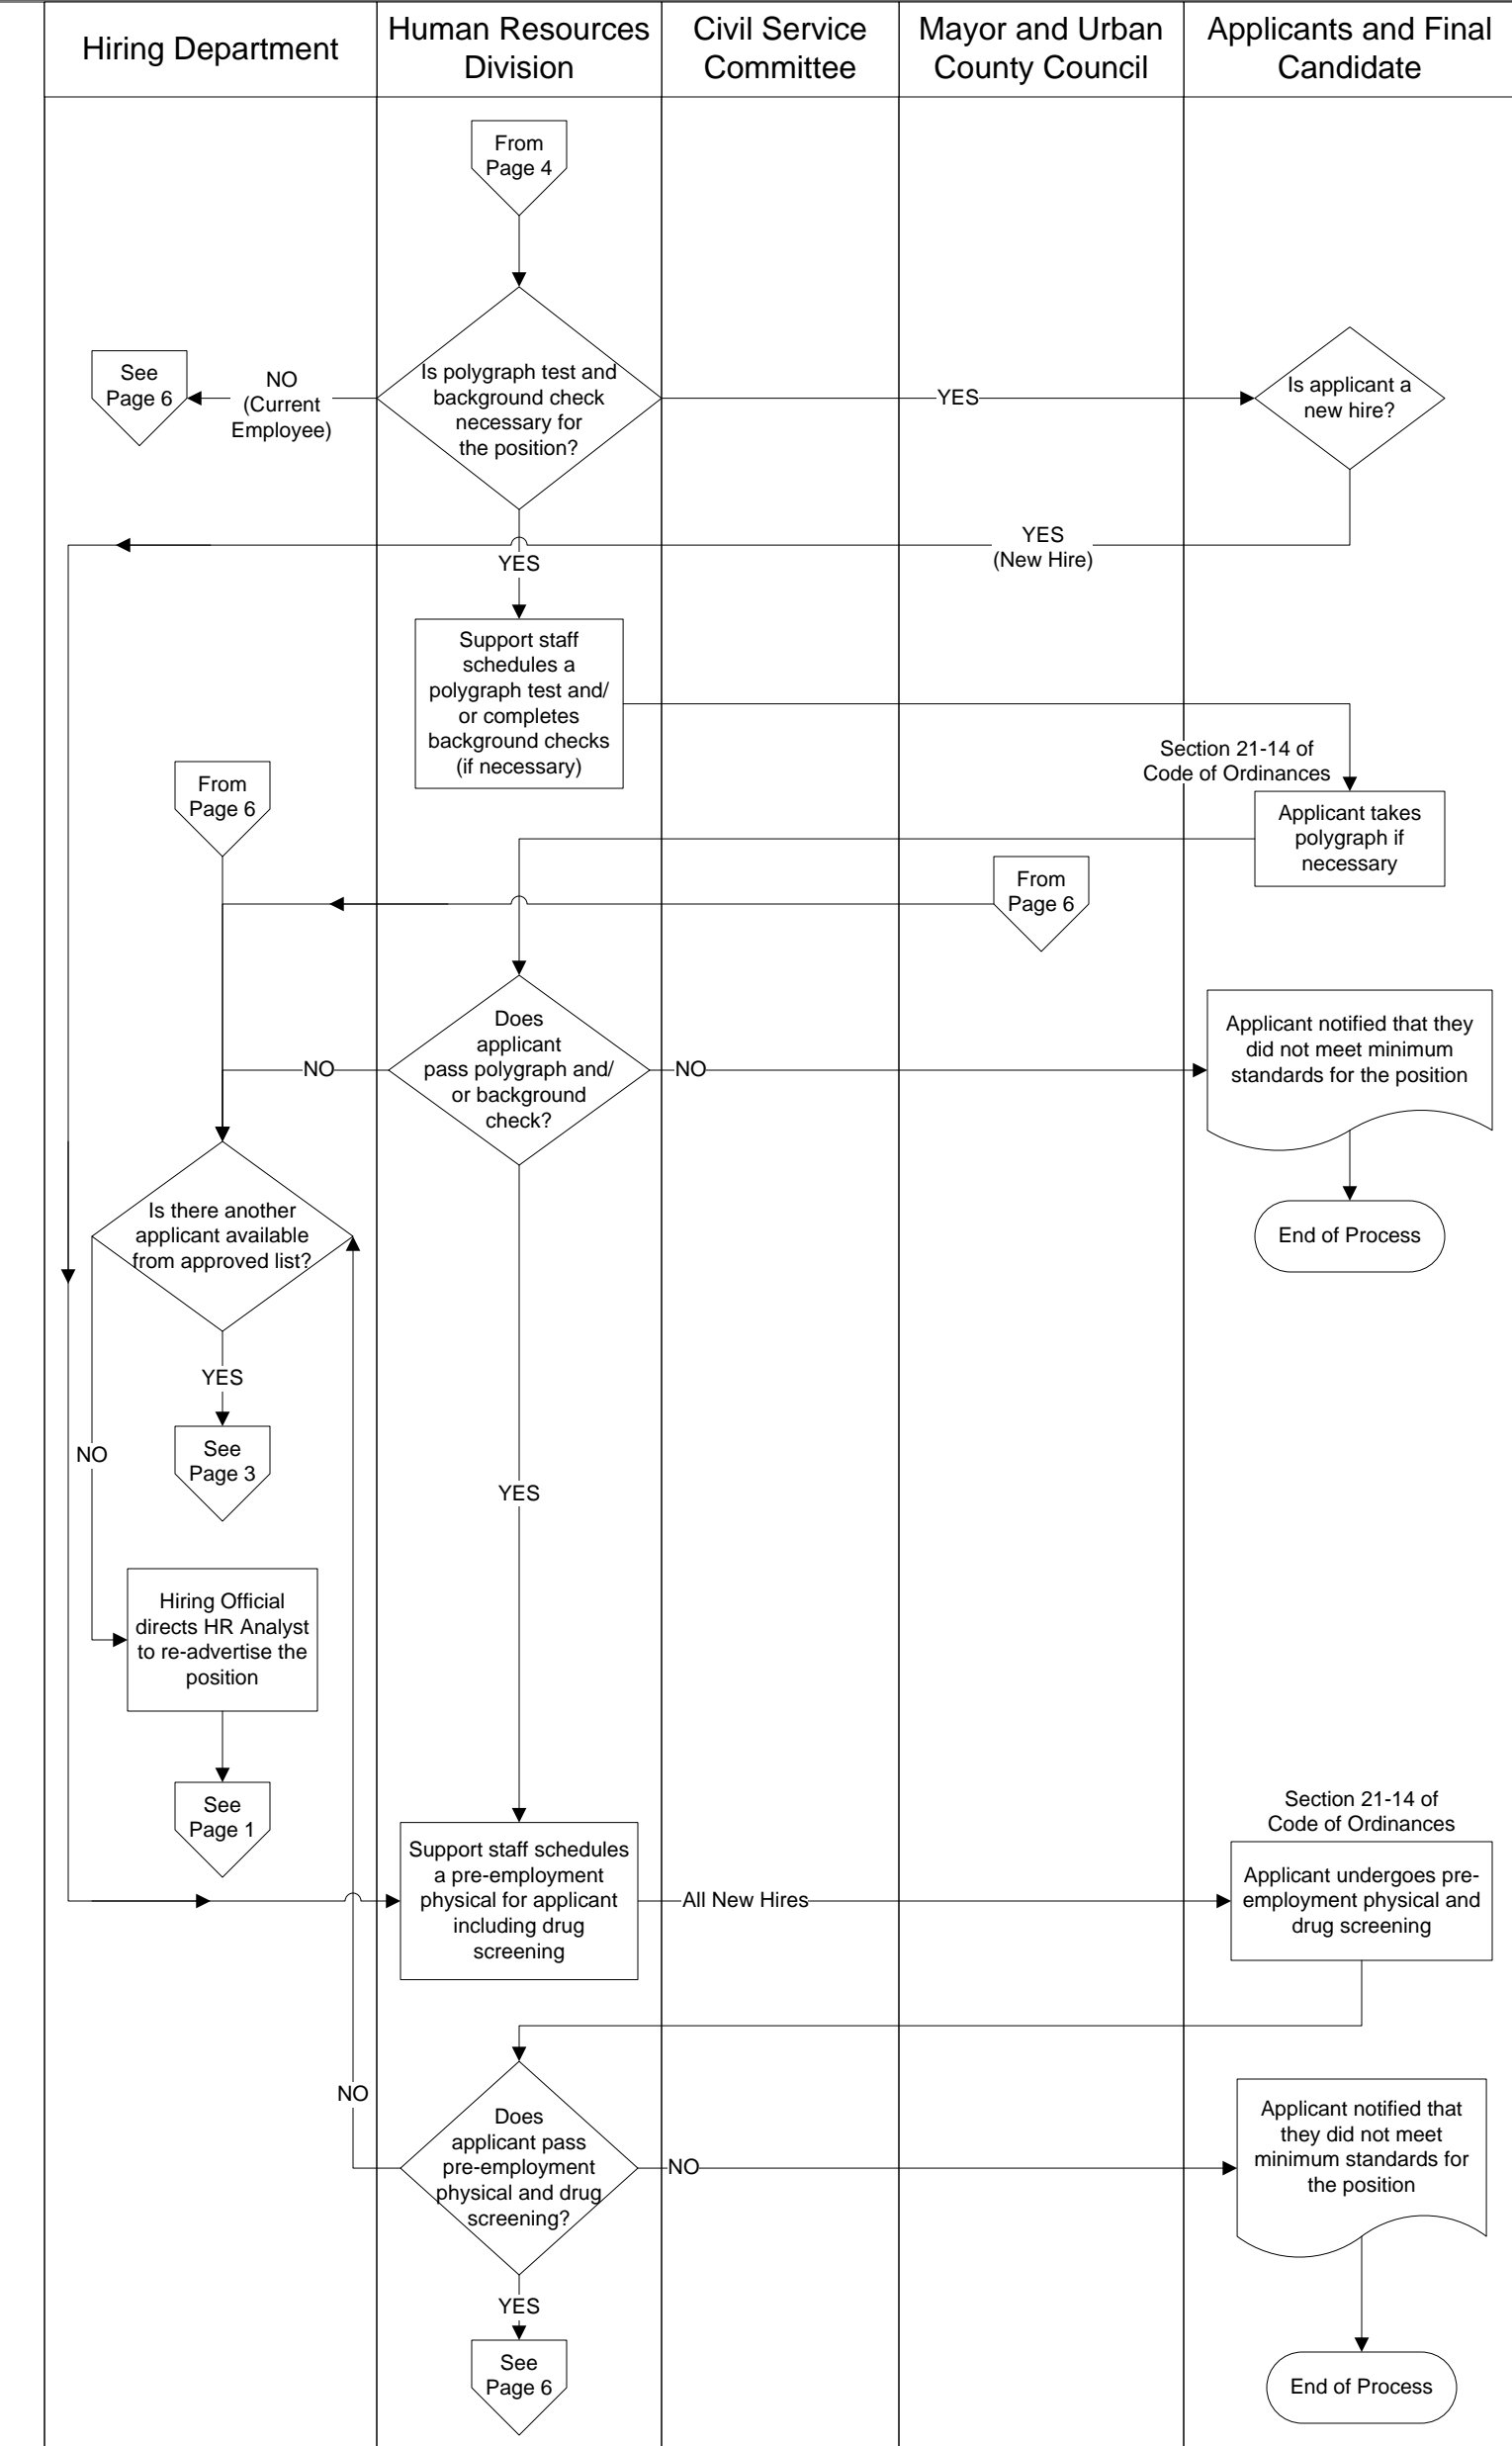 Hiring Department
Human Resources
Division
Civil Service
Committee
Mayor and Urban
County Council
Applicants and Final
Candidate
From
Page 4
See
Page 6
NO
(Current
Employee)
Is polygraph test and
background check
necessary for
the position?
YES
Is applicant a
new hire?
YES
(New Hire)
YES
Support staff
schedules a
polygraph test and/
or completes
background checks
(if necessary)
Section 21-14 of
Code of Ordinances
From
Page 6
Applicant takes
polygraph if
necessary
From
Page 6
Does
applicant
pass polygraph and/
or background
check?
NO
NO
Applicant notified that they
did not meet minimum
standards for the position
Is there another
applicant available
from approved list?
End of Process
YES
NO
See
Page 3
YES
Hiring Official
directs HR Analyst
to re-advertise the
position
See
Page 1
Section 21-14 of
Code of Ordinances
Support staff schedules
a pre-employment
physical for applicant
including drug
screening
All New Hires
Applicant undergoes pre-
employment physical and
drug screening
NO
Does
applicant pass
pre-employment
physical and drug
screening?
NO
Applicant notified that
they did not meet
minimum standards for
the position
YES
See
Page 6
End of Process